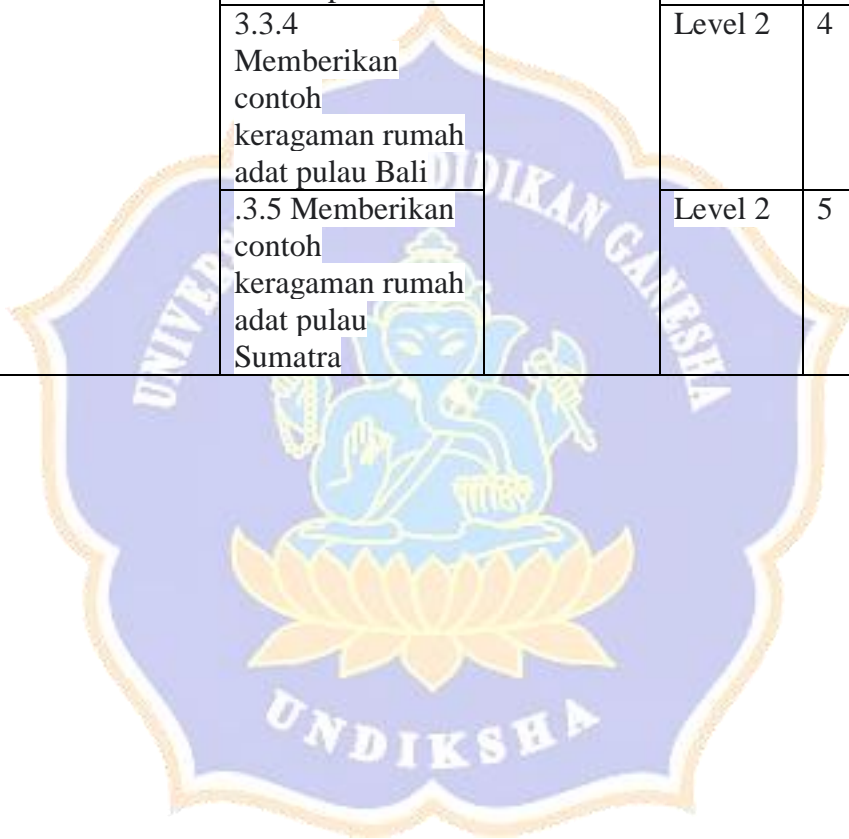 3.3.4 Level 2 4
Memberikan
contoh
keragaman rumah
adat pulau Bali
.3.5 Memberikan Level 2 5
contoh
keragaman rumah
adat pulau
Sumatra
UNDIKSHA